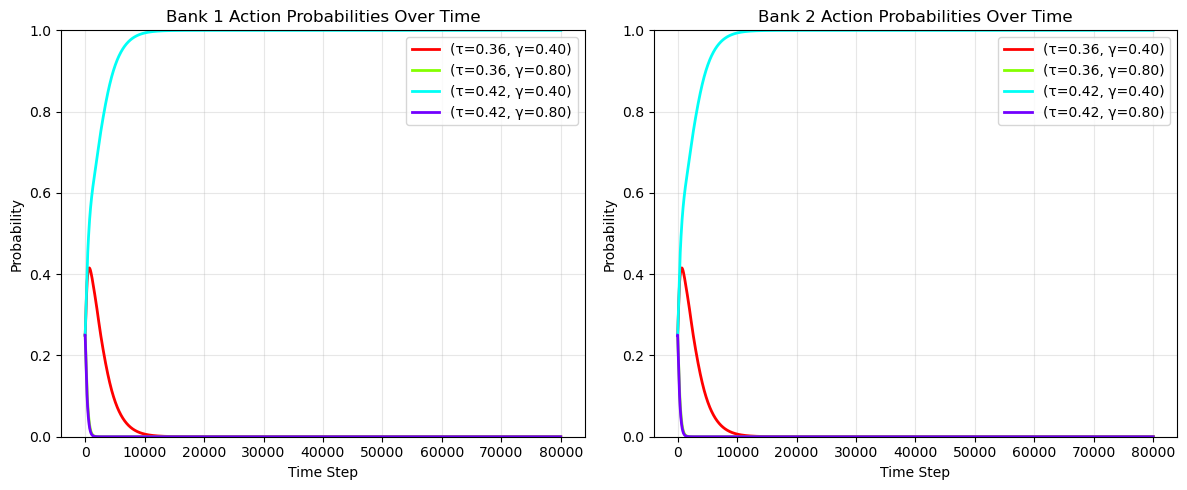 Bank 1 Action Probabilities Over Time
Probability
1.0
0.8
0.6
0.4
0.2
0.0
(τ=0.36, γ=0.40)
(τ=0.36, γ=0.80)
(τ=0.42, γ=0.40)
(τ=0.42, γ=0.80)
0 10000 20000 30000 40000 50000 60000 70000 80000
Time Step
Bank 2 Action Probabilities Over Time
Probability
1.0
0.8
0.6
0.4
0.2
0.0
(τ=0.36, γ=0.40)
(τ=0.36, γ=0.80)
(τ=0.42, γ=0.40)
(τ=0.42, γ=0.80)
0 10000 20000 30000 40000 50000 60000 70000 80000
Time Step